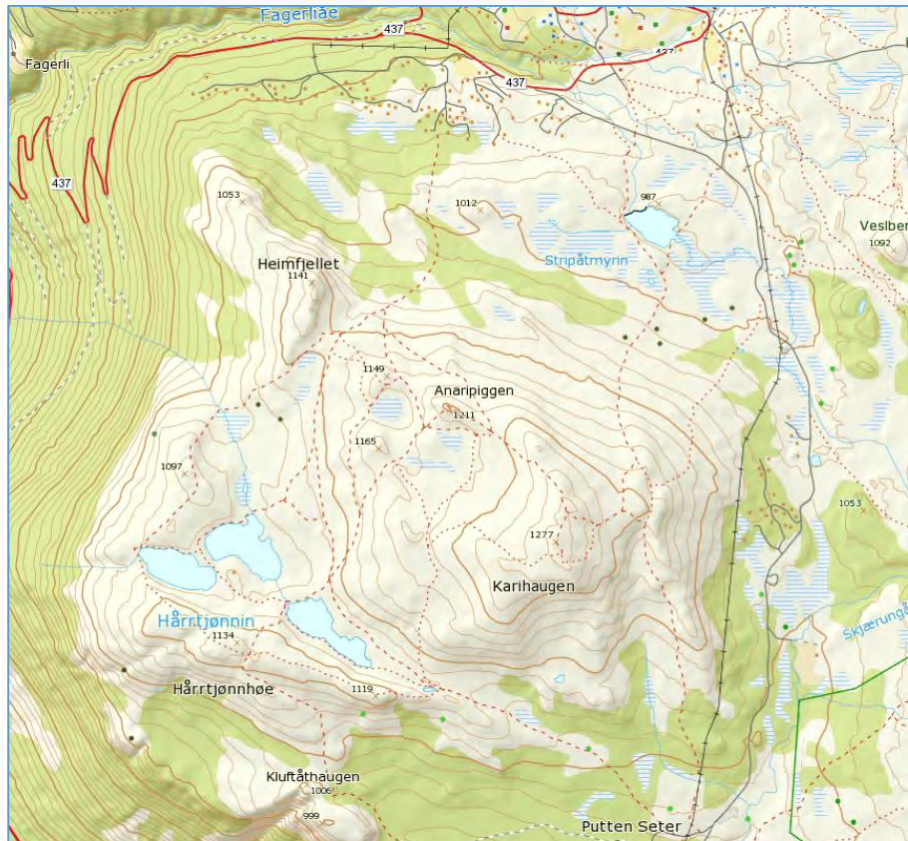 Fagerliåe
437
437
Fagerli
437
437
1053
1012
987
Heimfjellet
1141
Stripåtmyrin
1092
1149
Anaripiggen
1211
1165
1097
1053
1277
Karihaugen
Hårrtjønnin
1134
Hårrtjønnhøe
1119
Kluftåthaugen
1006
999
Putten Seter